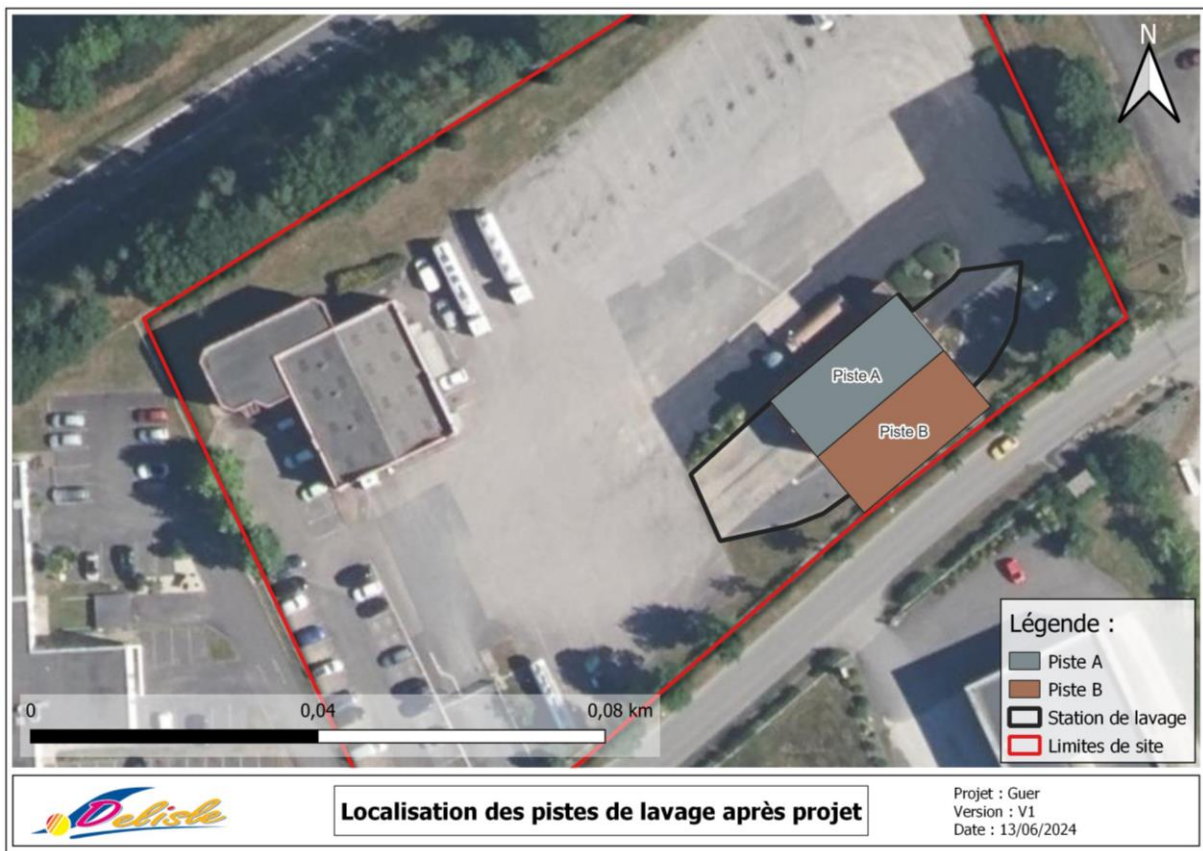 N
Piste A
Piste B
Légende :
Piste A
Piste B
Station de lavage
Limites de site
0
0,04
0,08 km
Delisle
Localisation des pistes de lavage après projet
Projet : Guer
Version : V1
Date : 13/06/2024